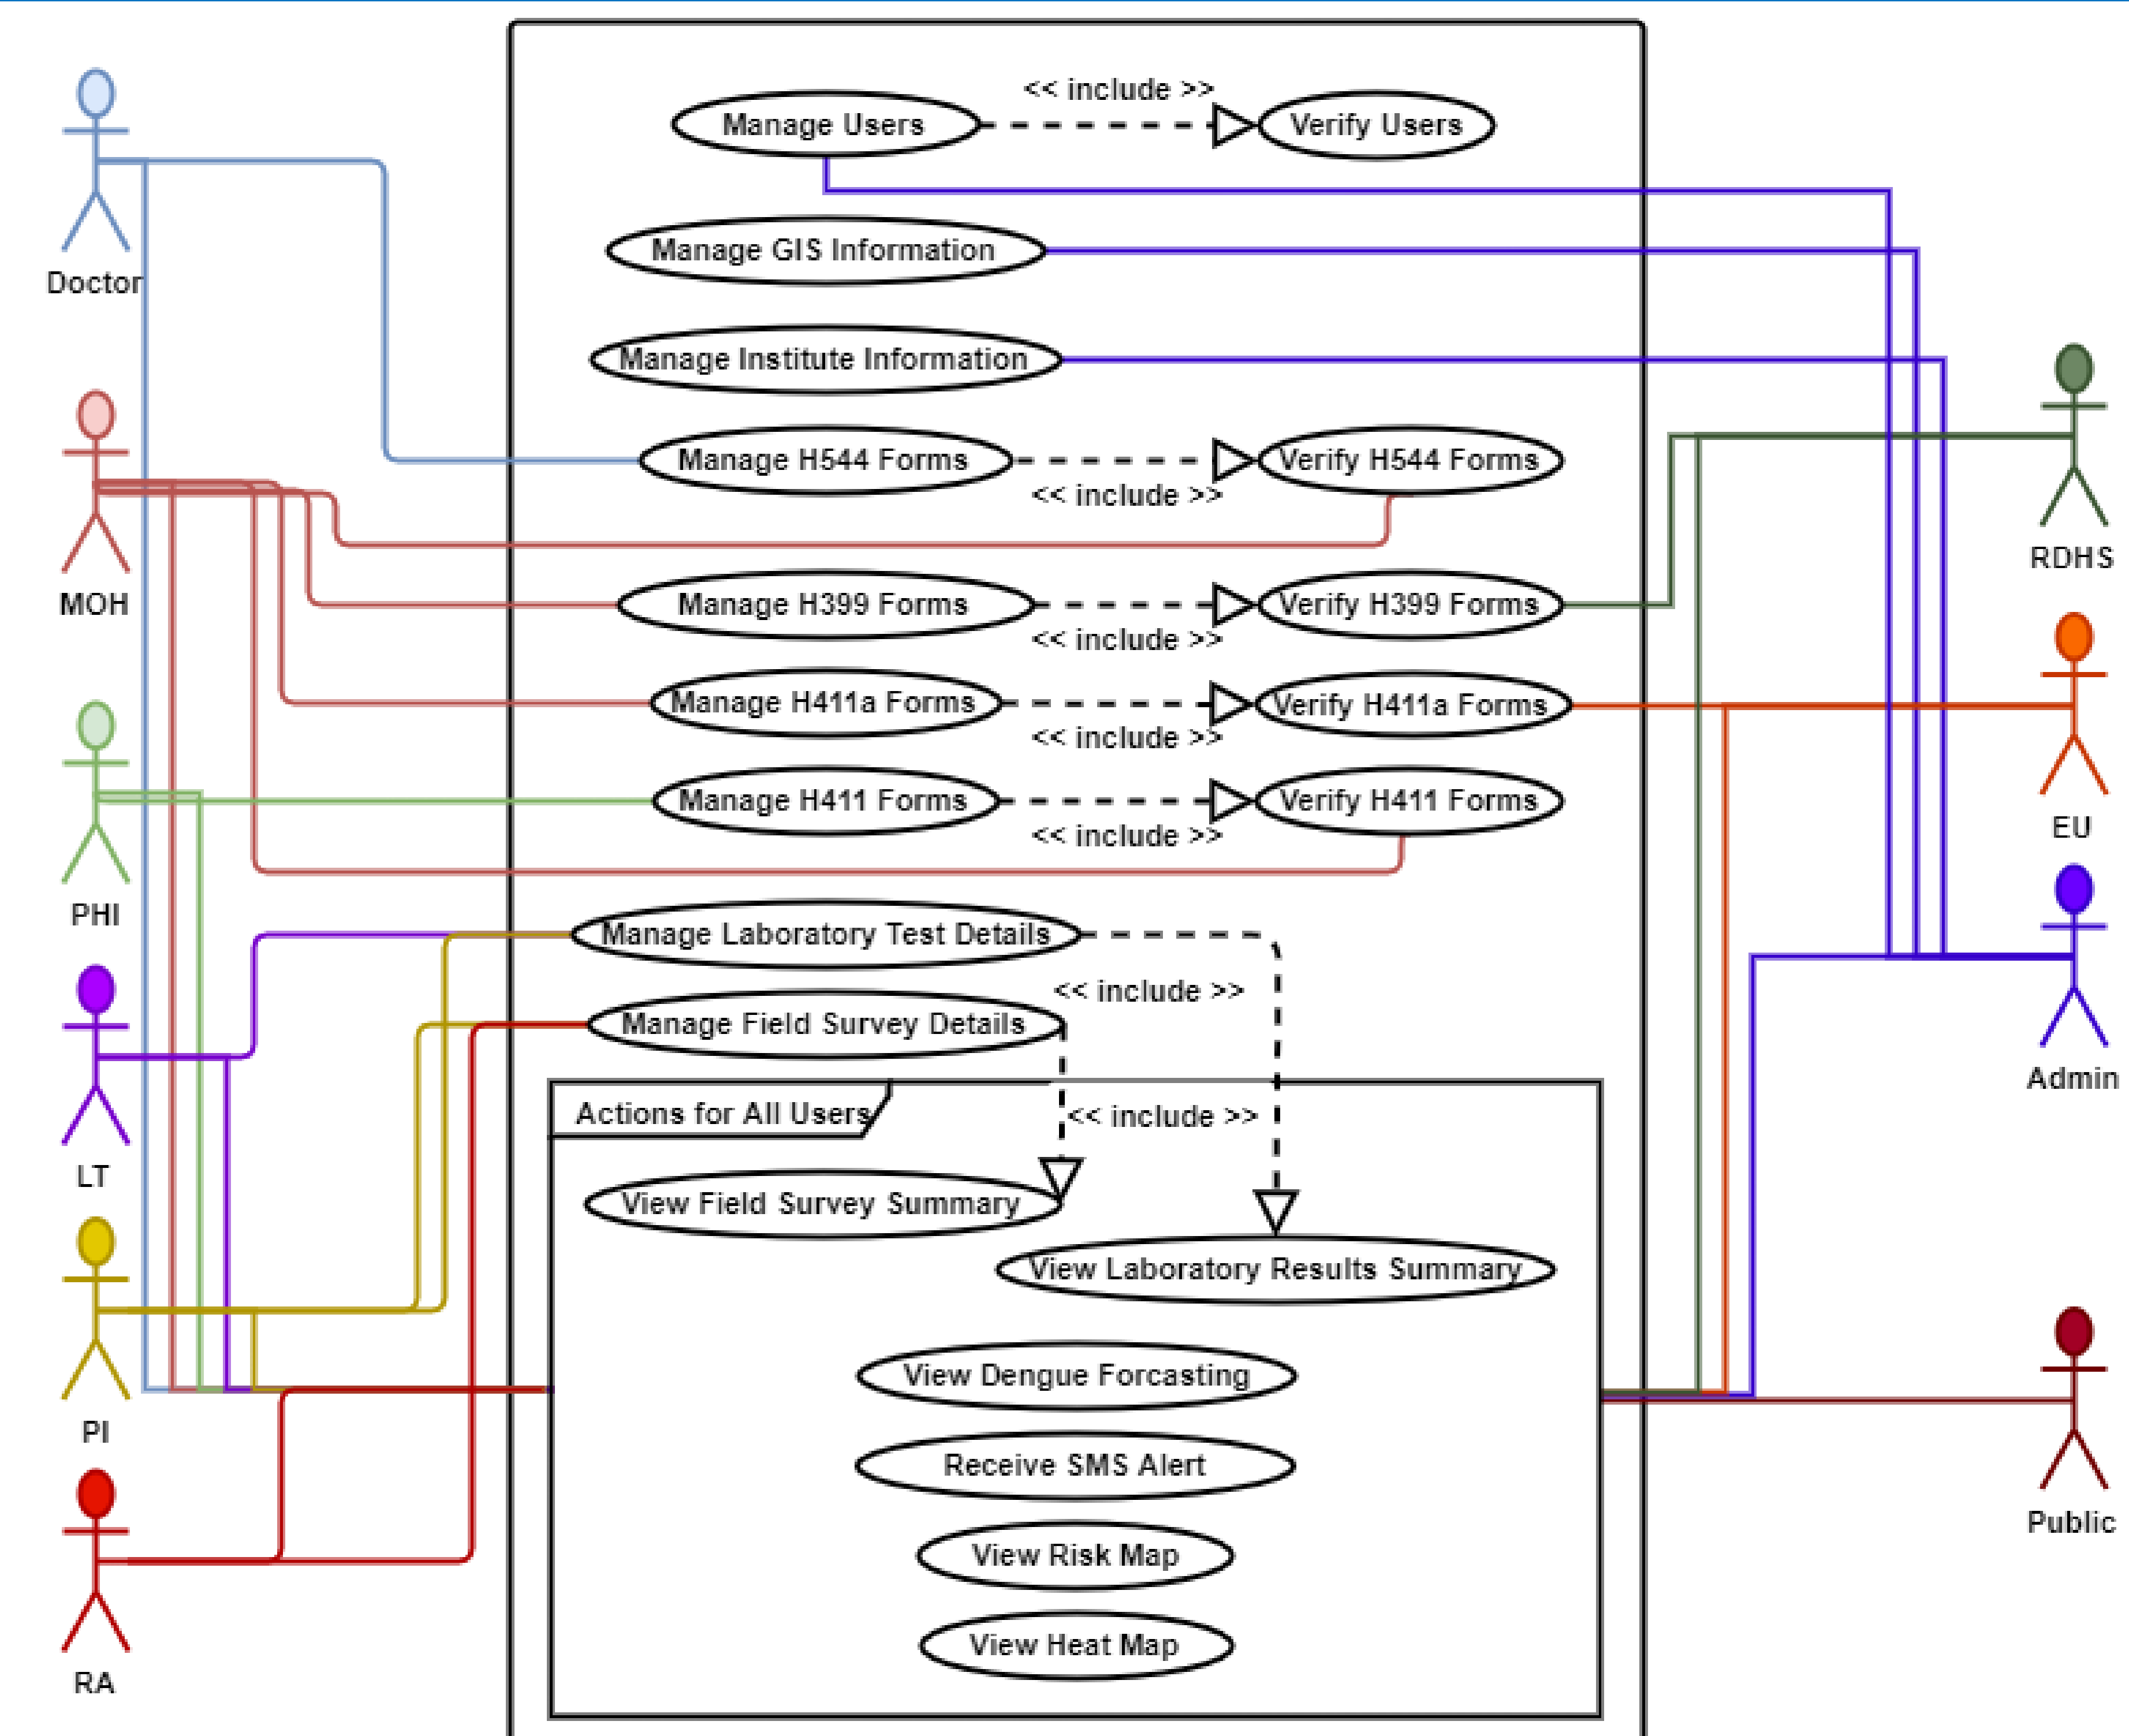 << include >>
Manage Users
Verify Users
Manage GIS Information
Doctor
Manage Institute Information
Manage H544 Forms
Verify H544 Forms
<< include >>
RDHS
MOH
Manage H399 Forms
Verify H399 Forms
<< include >>
Manage H411a Forms
Verify H411a Forms
<< include >>
Manage H411 Forms
Verify H411 Forms
<< include >>
EU
PHI
Manage Laboratory Test Details
<< include >>
Manage Field Survey Details
Admin
Actions for All Users
<< include >>
LT
View Field Survey Summary
View Laboratory Results Summary
View Dengue Forcasting
PI
Receive SMS Alert
Public
View Risk Map
View Heat Map
RA